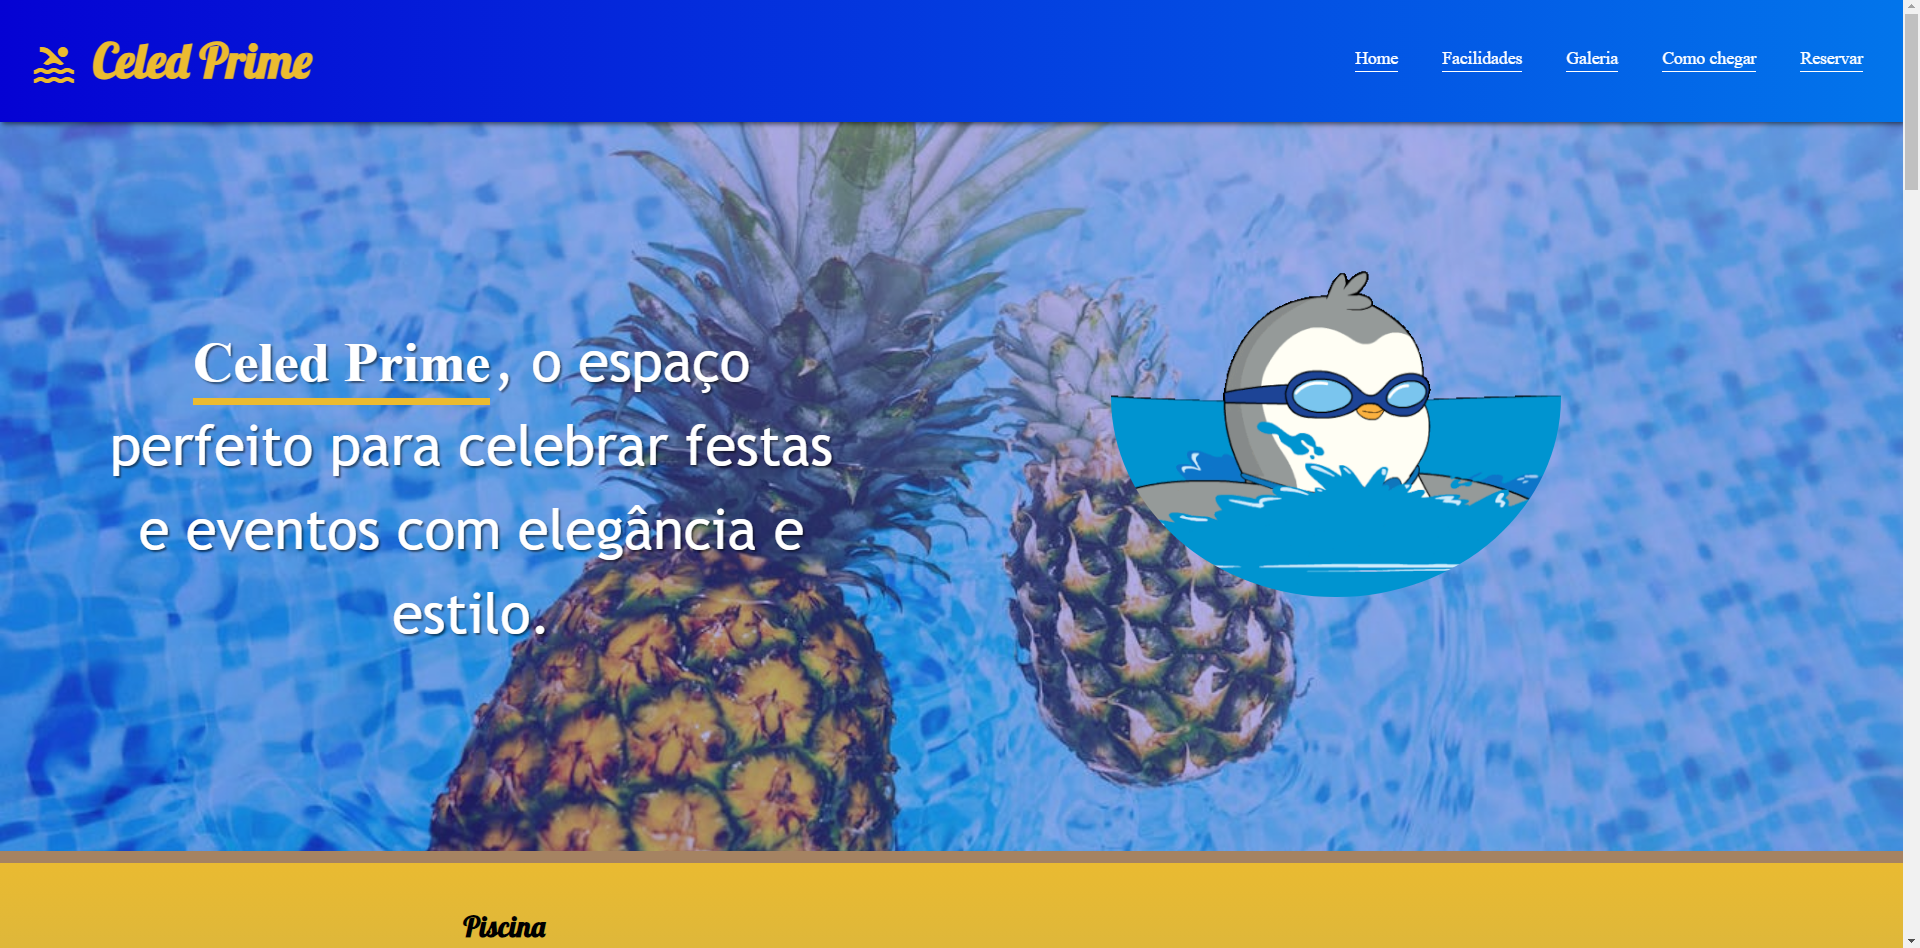 Celed Prime
Home Facilidades Galeria Como chegar Reservar
Celed Prime, o espaço
perfeito para celebrar festas
e eventos com elegância e
estilo.
Piscina